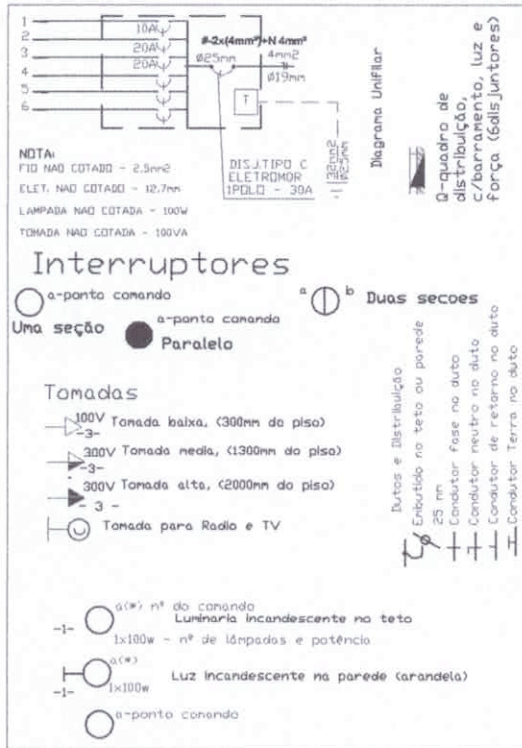 1
2
3
4
5
6
10A
20A
20A
#-2x(4mm²)+N 4mm²
Ø25mm
4mm2
Ø19mm
T
DISJ.TIPO C
ELETROMOR
1POLO - 30A
Ø25mm
Diagrama Unifilar
Q-quadro de
distribuição,
c/barramento, luz e
força (6disjuntores)
NOTA:
FIO NAO COTADO - 2.5mm2
ELET. NAO COTADO - 12.7mm
LAMPADA NAO COTADA - 100W
TOMADA NAO COTADA - 100VA
Interruptores
a-ponto comando
Uma seção
a-ponto comando
Paralelo
a
b
Duas secoes
Tomadas
100V Tomada baixa, (300mm do piso)
-3-
300V Tomada media, (1300mm do piso)
-3-
300V Tomada alta, (2000mm do piso)
- 3 -
Tomada para Radio e TV
Dutos e Distribuição
Embutido no teto ou parede
25 mm
Condutor fase no duto
Condutor neutro no duto
Condutor de retorno no duto
Condutor Terra no duto
a(*) nº do comando
Luminaria incandescente no teto
-1-
1x100w - nº de lâmpadas e potência
a(*)
Luz incandescente na parede (arandela)
-1-
1x100w
a-ponto comando